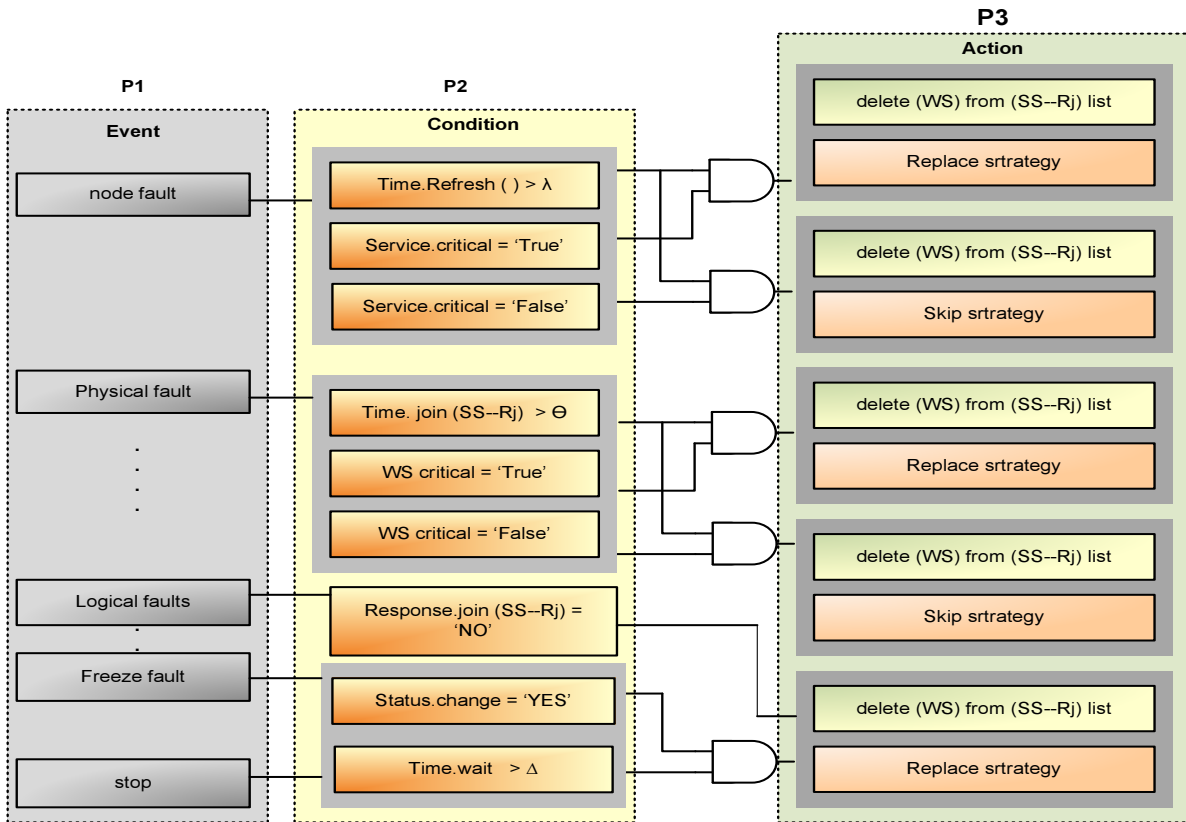 P1
Event
node fault
Physical fault
.
.
.
.
Logical faults
.
.
Freeze fault
stop
P2
Condition
Time.Refresh ( ) > λ
Service.critical = ‘True’
Service.critical = ‘False’
Time. join (SS--Rj) > Ɵ
WS critical = ‘True’
WS critical = ‘False’
Response.join (SS--Rj) =
‘NO’
Status.change = ‘YES’
Time.wait > Δ
P3
Action
delete (WS) from (SS--Rj) list
Replace srtrategy
delete (WS) from (SS--Rj) list
Skip srtrategy
delete (WS) from (SS--Rj) list
Replace srtrategy
delete (WS) from (SS--Rj) list
Skip srtrategy
delete (WS) from (SS--Rj) list
Replace srtrategy